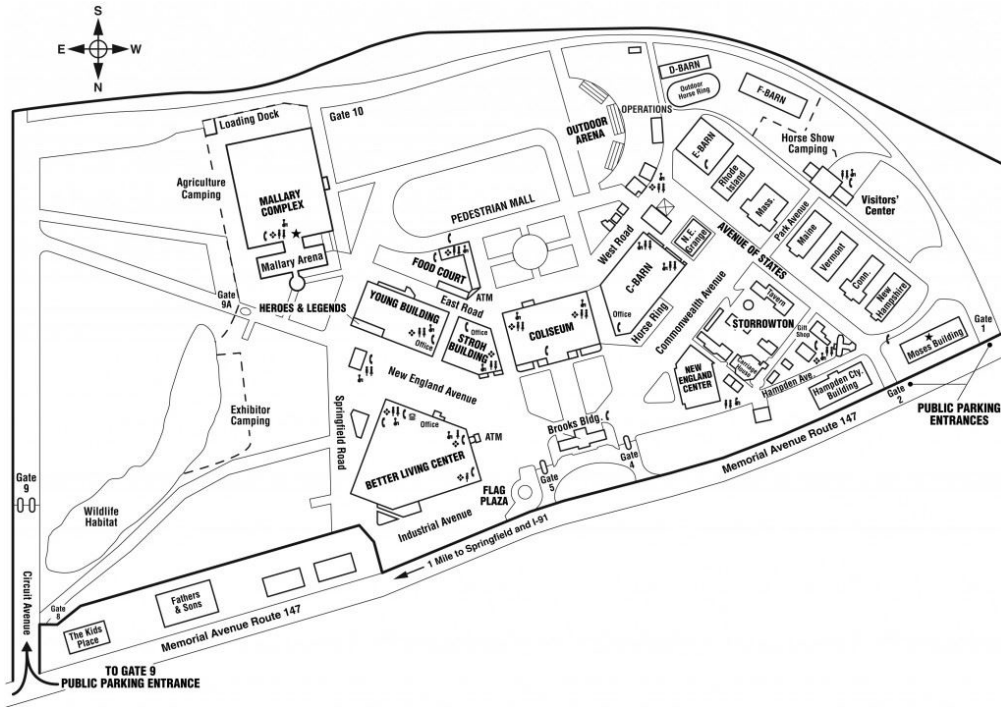 S
E
W
N
Loading Dock
Gate 10
Agriculture
Camping
MALLARY
COMPLEX
Mallary Arena
Gate
9A
HEROES & LEGENDS
PEDESTRIAN MALL
FOOD COURT
ATM
East Road
YOUNG BUILDING
Office
STROH
BUILDING
Office
COLISEUM
OUTDOOR
ARENA
OPERATIONS
D-BARN
Outdoor
Horse Ring
F-BARN
Horse Show
Camping
E-BARN
Rhode
Island
Mass.
Visitors'
Center
Park Avenue
Maine
Vermont
Conn.
New
Hampshire
AVENUE OF STATES
N.E.
Grange
West Road
C-BARN
Office
Horse Ring
Commonwealth Avenue
Tavern
STORROWTON
Gift
Shop
Carriage
House
NEW
ENGLAND
CENTER
Hampden Ave.
Hampden Cty.
Building
Moses Building
Gate
1
Gate
2
PUBLIC PARKING
ENTRANCES
Memorial Avenue Route 147
New England Avenue
Springfield Road
Exhibitor
Camping
Office
ATM
BETTER LIVING CENTER
Brooks Bldg.
Gate
4
Gate
5
FLAG
PLAZA
Industrial Avenue
1 Mile to Springfield and I-91
Gate
9
Wildlife
Habitat
Circuit Avenue
Gate
8
The Kids
Place
Fathers
& Sons
Memorial Avenue Route 147
TO GATE 9
PUBLIC PARKING ENTRANCE